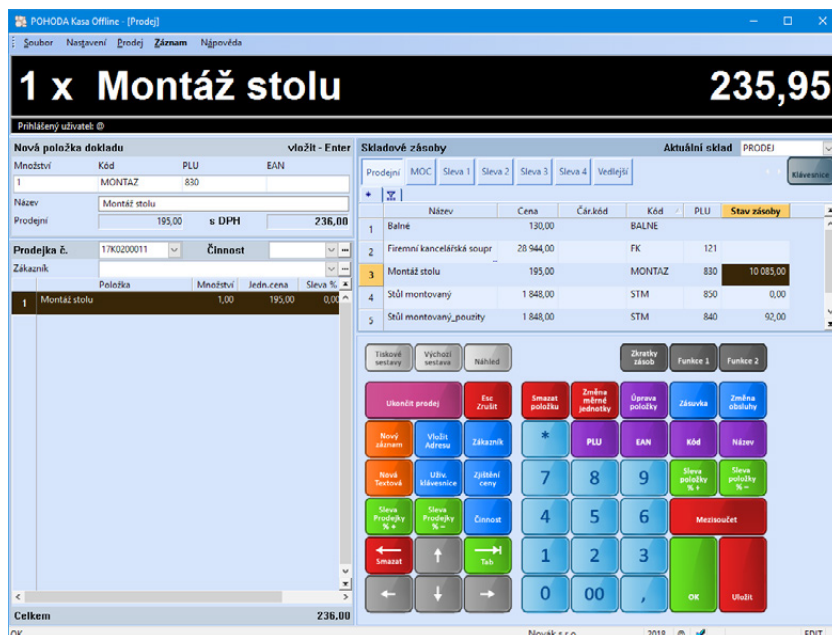 POHODA Kasa Offline - [Prodej]
Soubor Nastavení Prodej Záznam Nápověda
1 x Montáž stolu 235,95
Přihlášený uživatel: @
Nová položka dokladu vložit - Enter
Množství Kód PLU EAN
1 MONTAZ 830
Název Montáž stolu
Prodejní 195,00 s DPH 236,00
Prodejka č. 17K0200011 Činnost
Zákazník
Položka Množství Jedn.cena Sleva %
1 Montáž stolu 1,00 195,00 0,00
Celkem 236,00
Skladové zásoby Aktuální sklad PRODEJ
Prodejní MOC Sleva 1 Sleva 2 Sleva 3 Sleva 4 Vedlejší Klávesnice
Název Cena Čár.kód Kód PLU Stav zásoby
1 Balné 130,00 BALNE
2 Firemní kancelářská soupr 28 944,00 FK 121
3 Montáž stolu 195,00 MONTAZ 830 10 085,00
4 Stůl montovaný 1 848,00 STM 850 0,00
5 Stůl montovaný_pouzity 1 848,00 STM 840 92,00
Tiskové sestavy Výchozí sestava Náhled Zkratky zásob Funkce 1 Funkce 2
Ukončit prodej Esc Zrušit Smazat položku Změna měrné jednotky Úprava položky Zásuvka Změna obsluhy
Nový záznam Vložit Adresu Zákazník * PLU EAN Kód Název
Nová Textová Uživ. klávesnice Zjištění ceny 7 8 9 Sleva položky % + Sleva položky % −
Sleva Prodejky % + Sleva Prodejky % − Činnost 4 5 6 Mezisoučet
Smazat Tab 1 2 3
0 00 , OK Uložit
OK Novák s.r.o. 2018 @ EDIT